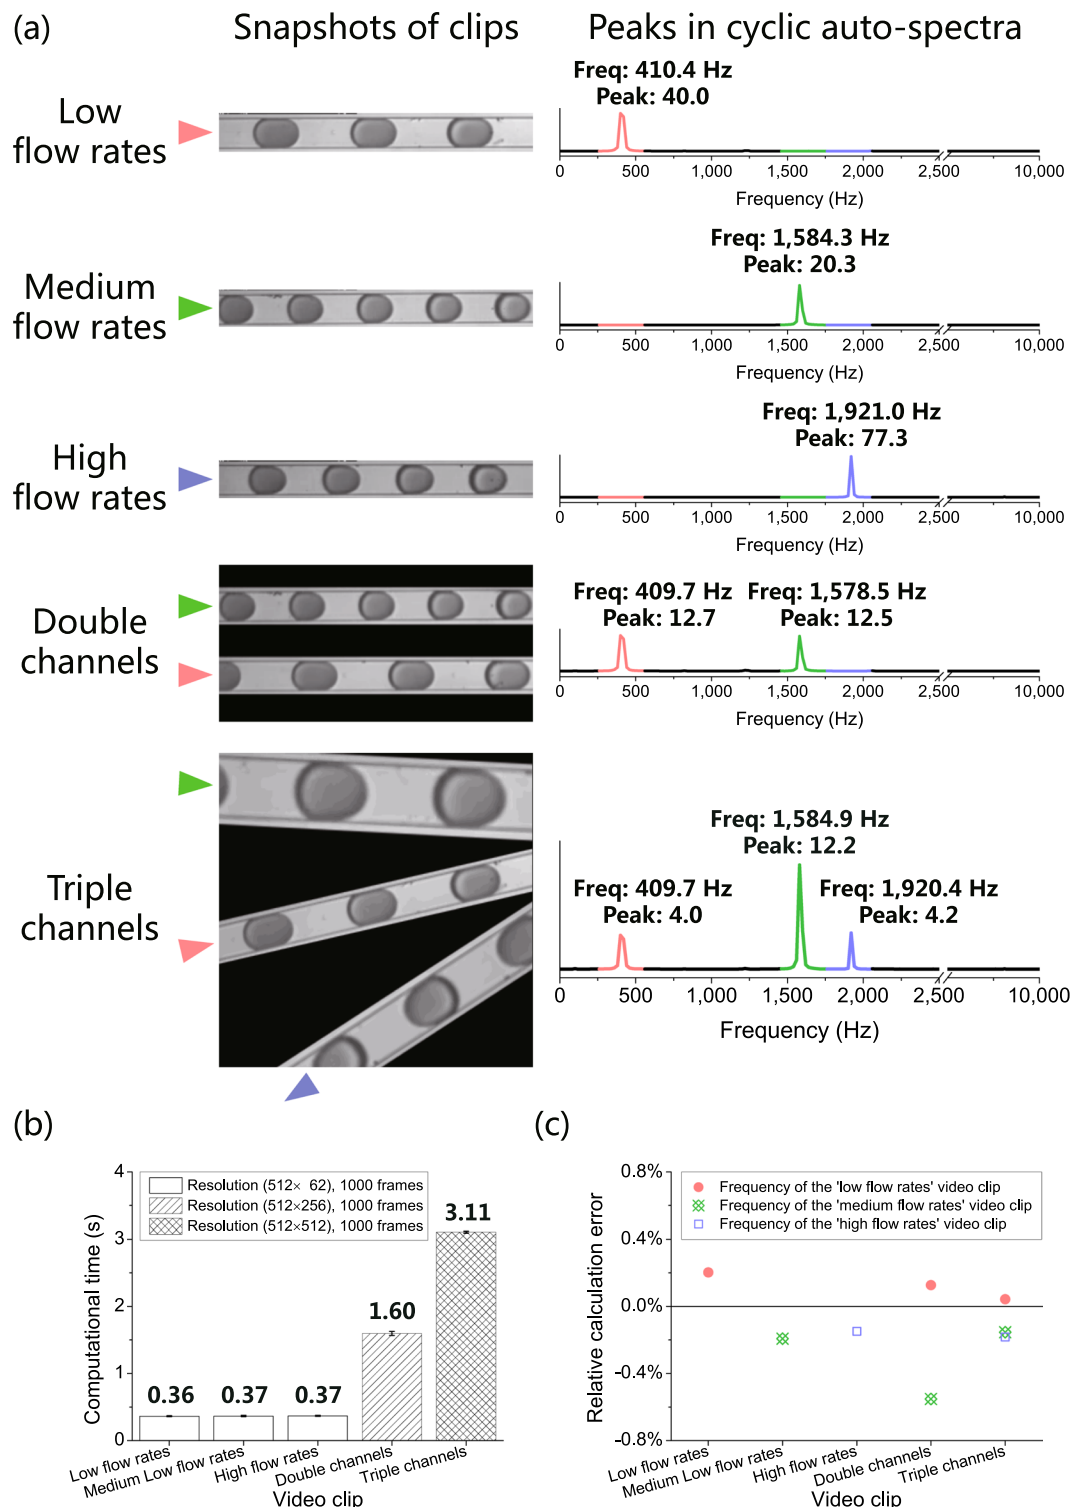 (a)
Snapshots of clips
Peaks in cyclic auto-spectra
Low
flow rates
Freq: 410.4 Hz
Peak: 40.0
0 500 1,000 1,500 2,000 2,500 10,000
Frequency (Hz)
Medium
flow rates
Freq: 1,584.3 Hz
Peak: 20.3
0 500 1,000 1,500 2,000 2,500 10,000
Frequency (Hz)
High
flow rates
Freq: 1,921.0 Hz
Peak: 77.3
0 500 1,000 1,500 2,000 2,500 10,000
Frequency (Hz)
Double
channels
Freq: 409.7 Hz
Peak: 12.7
Freq: 1,578.5 Hz
Peak: 12.5
0 500 1,000 1,500 2,000 2,500 10,000
Frequency (Hz)
Triple
channels
Freq: 1,584.9 Hz
Peak: 12.2
Freq: 409.7 Hz
Peak: 4.0
Freq: 1,920.4 Hz
Peak: 4.2
0 500 1,000 1,500 2,000 2,500 10,000
Frequency (Hz)
(b)
Computational time (s)
4
3
2
1
0
Resolution (512× 62), 1000 frames
Resolution (512×256), 1000 frames
Resolution (512×512), 1000 frames
0.36
0.37
0.37
1.60
3.11
Low flow rates
Medium Low flow rates
High flow rates
Double channels
Triple channels
Video clip
(c)
Relative calculation error
0.8%
0.4%
0.0%
-0.4%
-0.8%
Frequency of the 'low flow rates' video clip
Frequency of the 'medium flow rates' video clip
Frequency of the 'high flow rates' video clip
Low flow rates
Medium Low flow rates
High flow rates
Double channels
Triple channels
Video clip